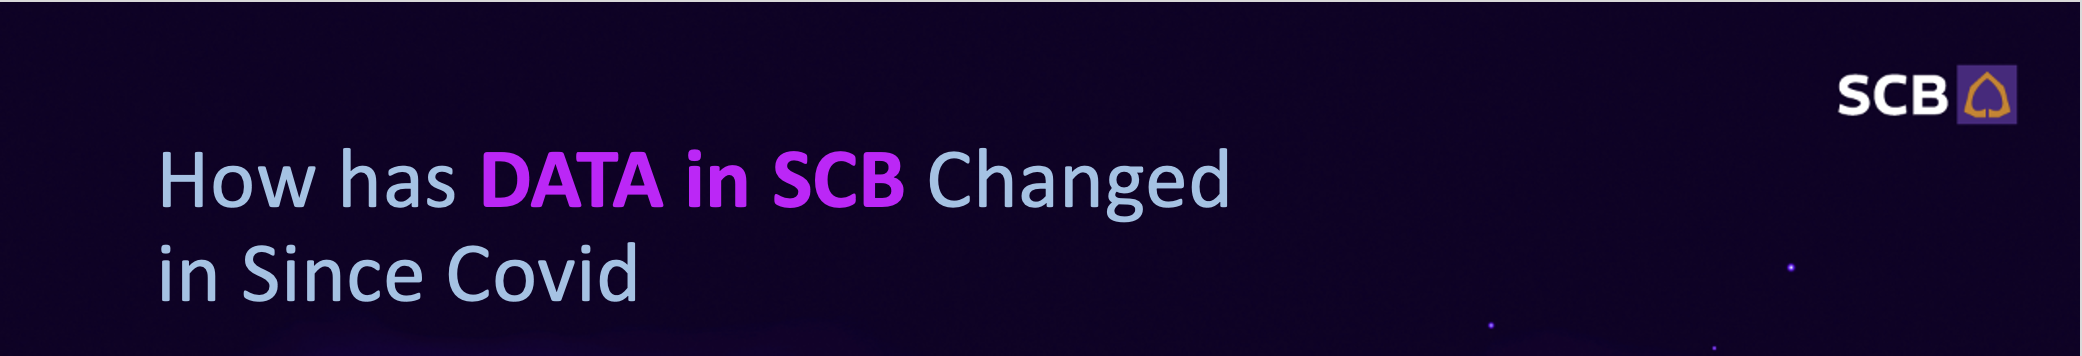 SCB
How has DATA in SCB Changed
in Since Covid